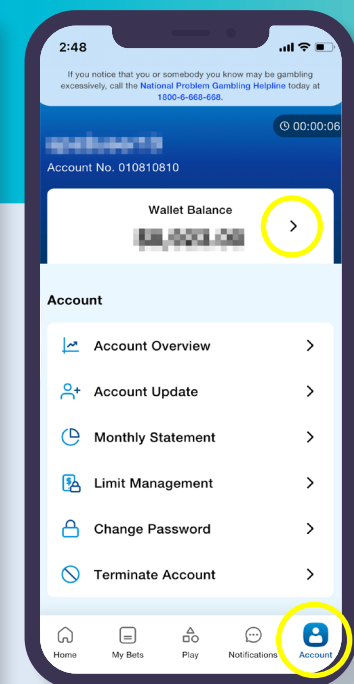 2:48
If you notice that you or somebody you know may be gambling
excessively, call the National Problem Gambling Helpline today at
1800-6-668-668.
00:00:06
Account No. 010810810
Wallet Balance
Account
Account Overview
Account Update
Monthly Statement
Limit Management
Change Password
Terminate Account
Home My Bets Play Notifications Account